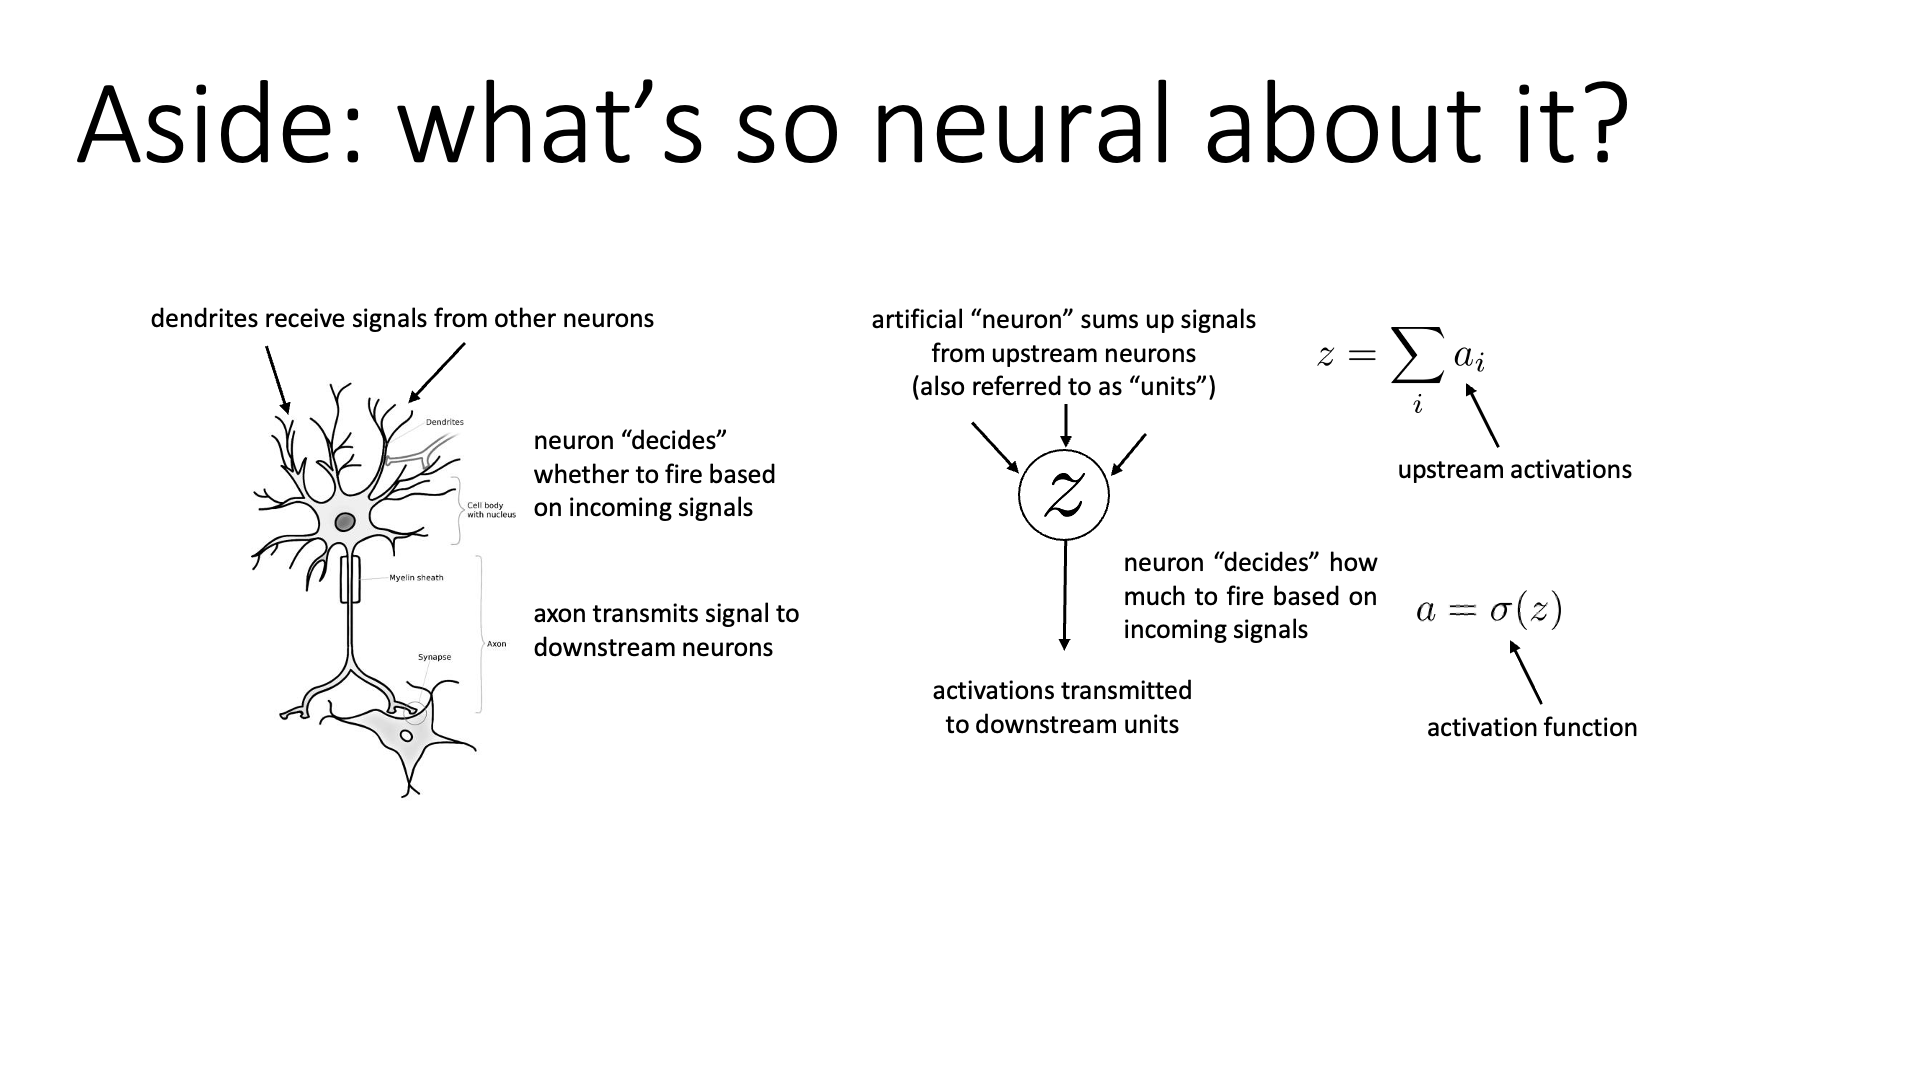 Aside: what’s so neural about it?
dendrites receive signals from other neurons
Dendrites
neuron “decides”
whether to fire based
on incoming signals
Cell body
with nucleus
Myelin sheath
axon transmits signal to
downstream neurons
Axon
Synapse
artificial “neuron” sums up signals
from upstream neurons
(also referred to as “units”)
z = ∑ a_i
i
upstream activations
z
neuron “decides” how
much to fire based on
incoming signals
a = σ(z)
activation function
activations transmitted
to downstream units